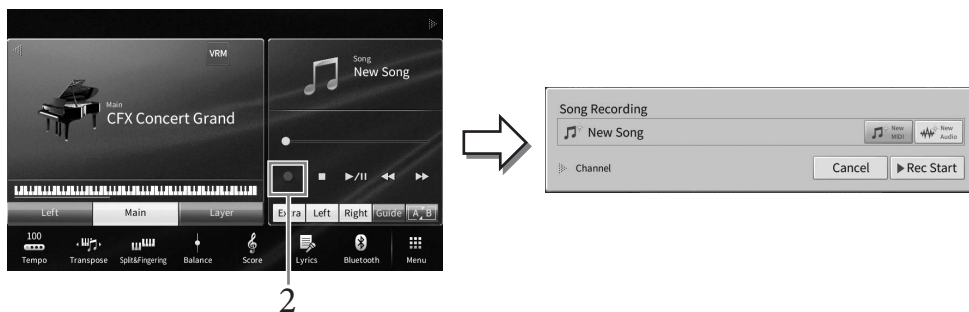 VRM
Main
CFX Concert Grand
Left
Main
Layer
Song
New Song
Extra
Left
Right
Guide
A B
100
Tempo
Transpose
Split&Fingering
Balance
Score
Lyrics
Bluetooth
Menu
2
Song Recording
New Song
New
MIDI
New
Audio
Channel
Cancel
Rec Start